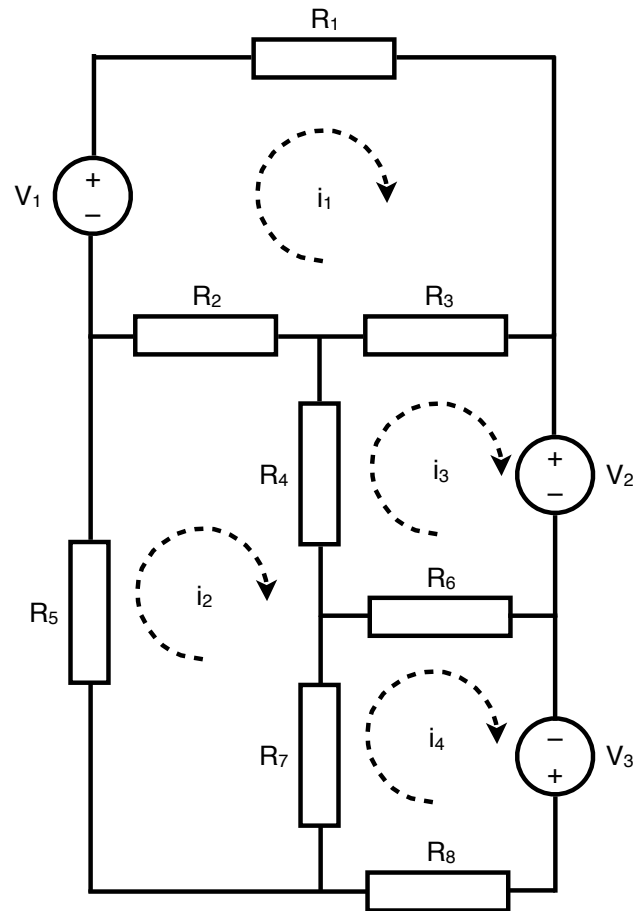 R₁
+
V₁
–
i₁
R₂
R₃
+
R₄
i₃
V₂
–
R₆
R₅
i₂
–
R₇
i₄
V₃
+
R₈